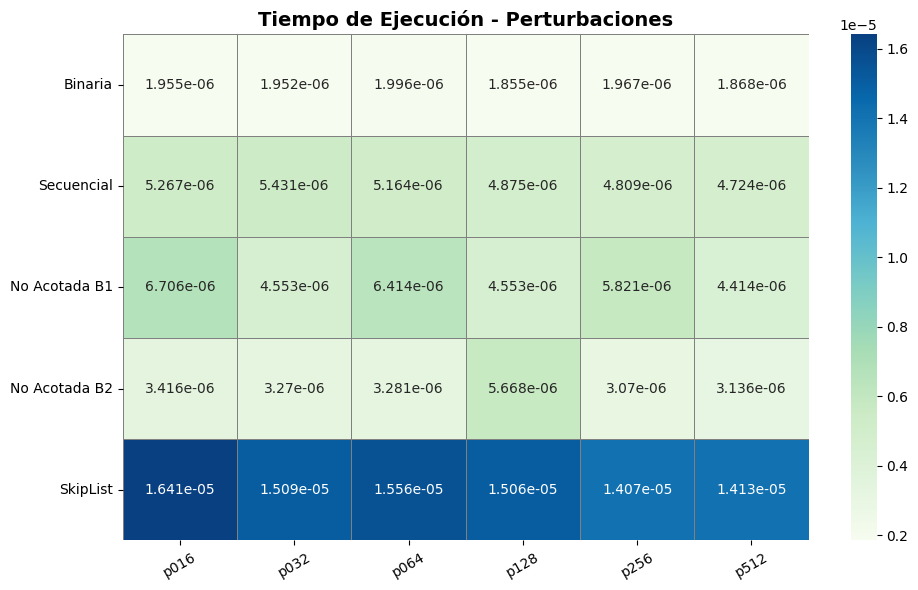 Tiempo de Ejecución - Perturbaciones
1e−5
Binaria 1.955e-06 1.952e-06 1.996e-06 1.855e-06 1.967e-06 1.868e-06
Secuencial 5.267e-06 5.431e-06 5.164e-06 4.875e-06 4.809e-06 4.724e-06
No Acotada B1 6.706e-06 4.553e-06 6.414e-06 4.553e-06 5.821e-06 4.414e-06
No Acotada B2 3.416e-06 3.27e-06 3.281e-06 5.668e-06 3.07e-06 3.136e-06
SkipList 1.641e-05 1.509e-05 1.556e-05 1.506e-05 1.407e-05 1.413e-05
p016 p032 p064 p128 p256 p512
1.6
1.4
1.2
1.0
0.8
0.6
0.4
0.2